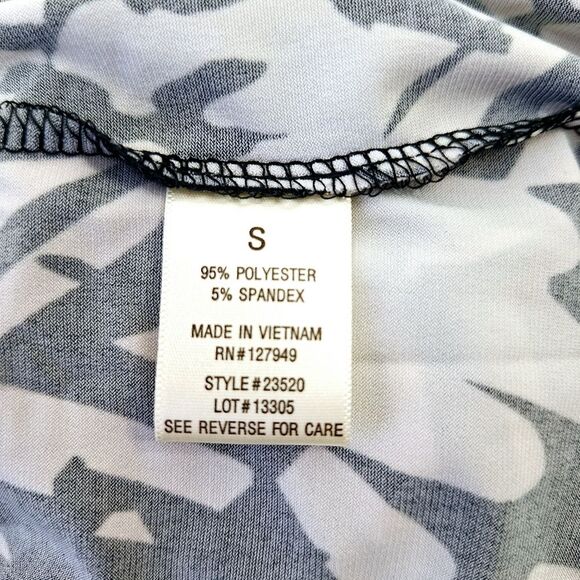 S
95% POLYESTER
5% SPANDEX
MADE IN VIETNAM
RN#127949
STYLE#23520
LOT#13305
SEE REVERSE FOR CARE